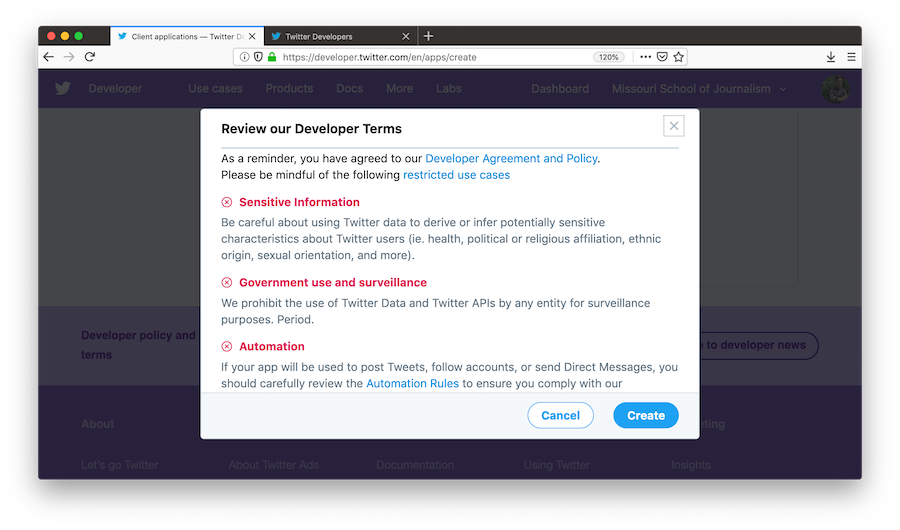 Client applications — Twitter De
Twitter Developers
https://developer.twitter.com/en/apps/create
120%
Developer
Use cases
Products
Docs
More
Labs
Dashboard
Missouri School of Journalism
Review our Developer Terms
As a reminder, you have agreed to our Developer Agreement and Policy.
Please be mindful of the following restricted use cases
Sensitive Information
Be careful about using Twitter data to derive or infer potentially sensitive
characteristics about Twitter users (ie. health, political or religious affiliation, ethnic
origin, sexual orientation, and more).
Government use and surveillance
We prohibit the use of Twitter Data and Twitter APIs by any entity for surveillance
purposes. Period.
Automation
If your app will be used to post Tweets, follow accounts, or send Direct Messages, you
should carefully review the Automation Rules to ensure you comply with our
Cancel
Create
Developer policy and
terms
to developer news
About
Let's go Twitter
About Twitter Ads
Documentation
Using Twitter
Insights